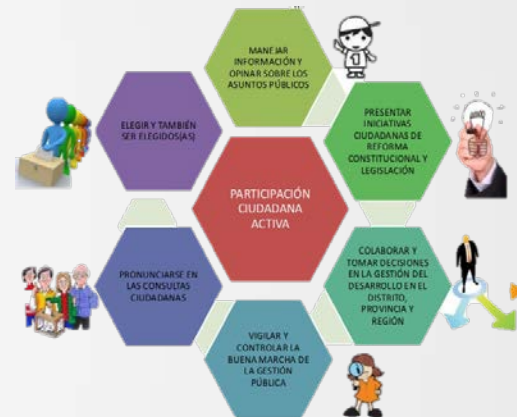 MANEJAR
INFORMACIÓN Y
OPINAR SOBRE LOS
ASUNTOS PÚBLICOS
PRESENTAR
INICIATIVAS
CIUDADANAS DE
REFORMA
CONSTITUCIONAL Y
LEGISLACIÓN
COLABORAR Y
TOMAR DECISIONES
EN LA GESTIÓN DEL
DESARROLLO EN EL
DISTRITO,
PROVINCIA Y
REGIÓN
VIGILAR Y
CONTROLAR LA
BUENA MARCHA DE
LA GESTIÓN
PÚBLICA
PRONUNCIARSE EN
LAS CONSULTAS
CIUDADANAS
ELEGIR Y TAMBIÉN
SER ELEGIDOS(AS)
PARTICIPACIÓN
CIUDADANA
ACTIVA
1